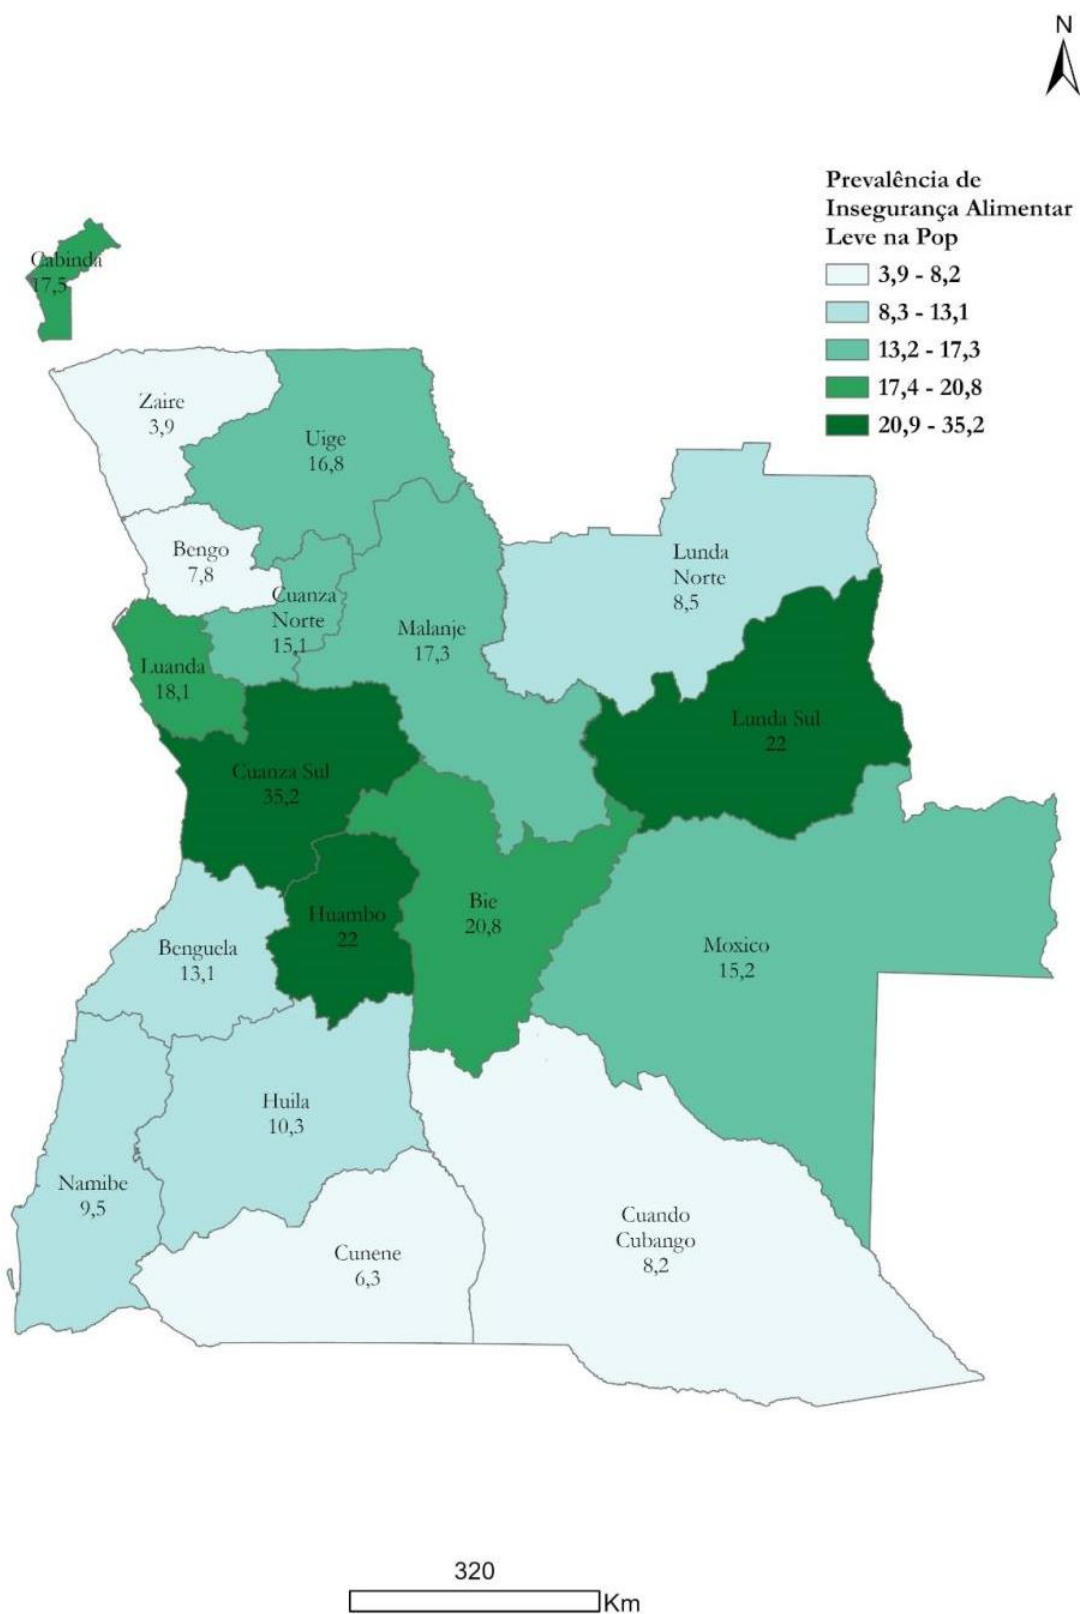 N
Prevalência de
Insegurança Alimentar
Leve na Pop
3,9 - 8,2
8,3 - 13,1
13,2 - 17,3
17,4 - 20,8
20,9 - 35,2
Cabinda
17,5
Zaire
3,9
Uige
16,8
Bengo
7,8
Cuanza
Norte
15,1
Lunda
Norte
8,5
Malanje
17,3
Luanda
18,1
Lunda Sul
22
Cuanza Sul
35,2
Bie
20,8
Huambo
22
Benguela
13,1
Moxico
15,2
Huila
10,3
Namibe
9,5
Cuando
Cubango
8,2
Cunene
6,3
320
Km